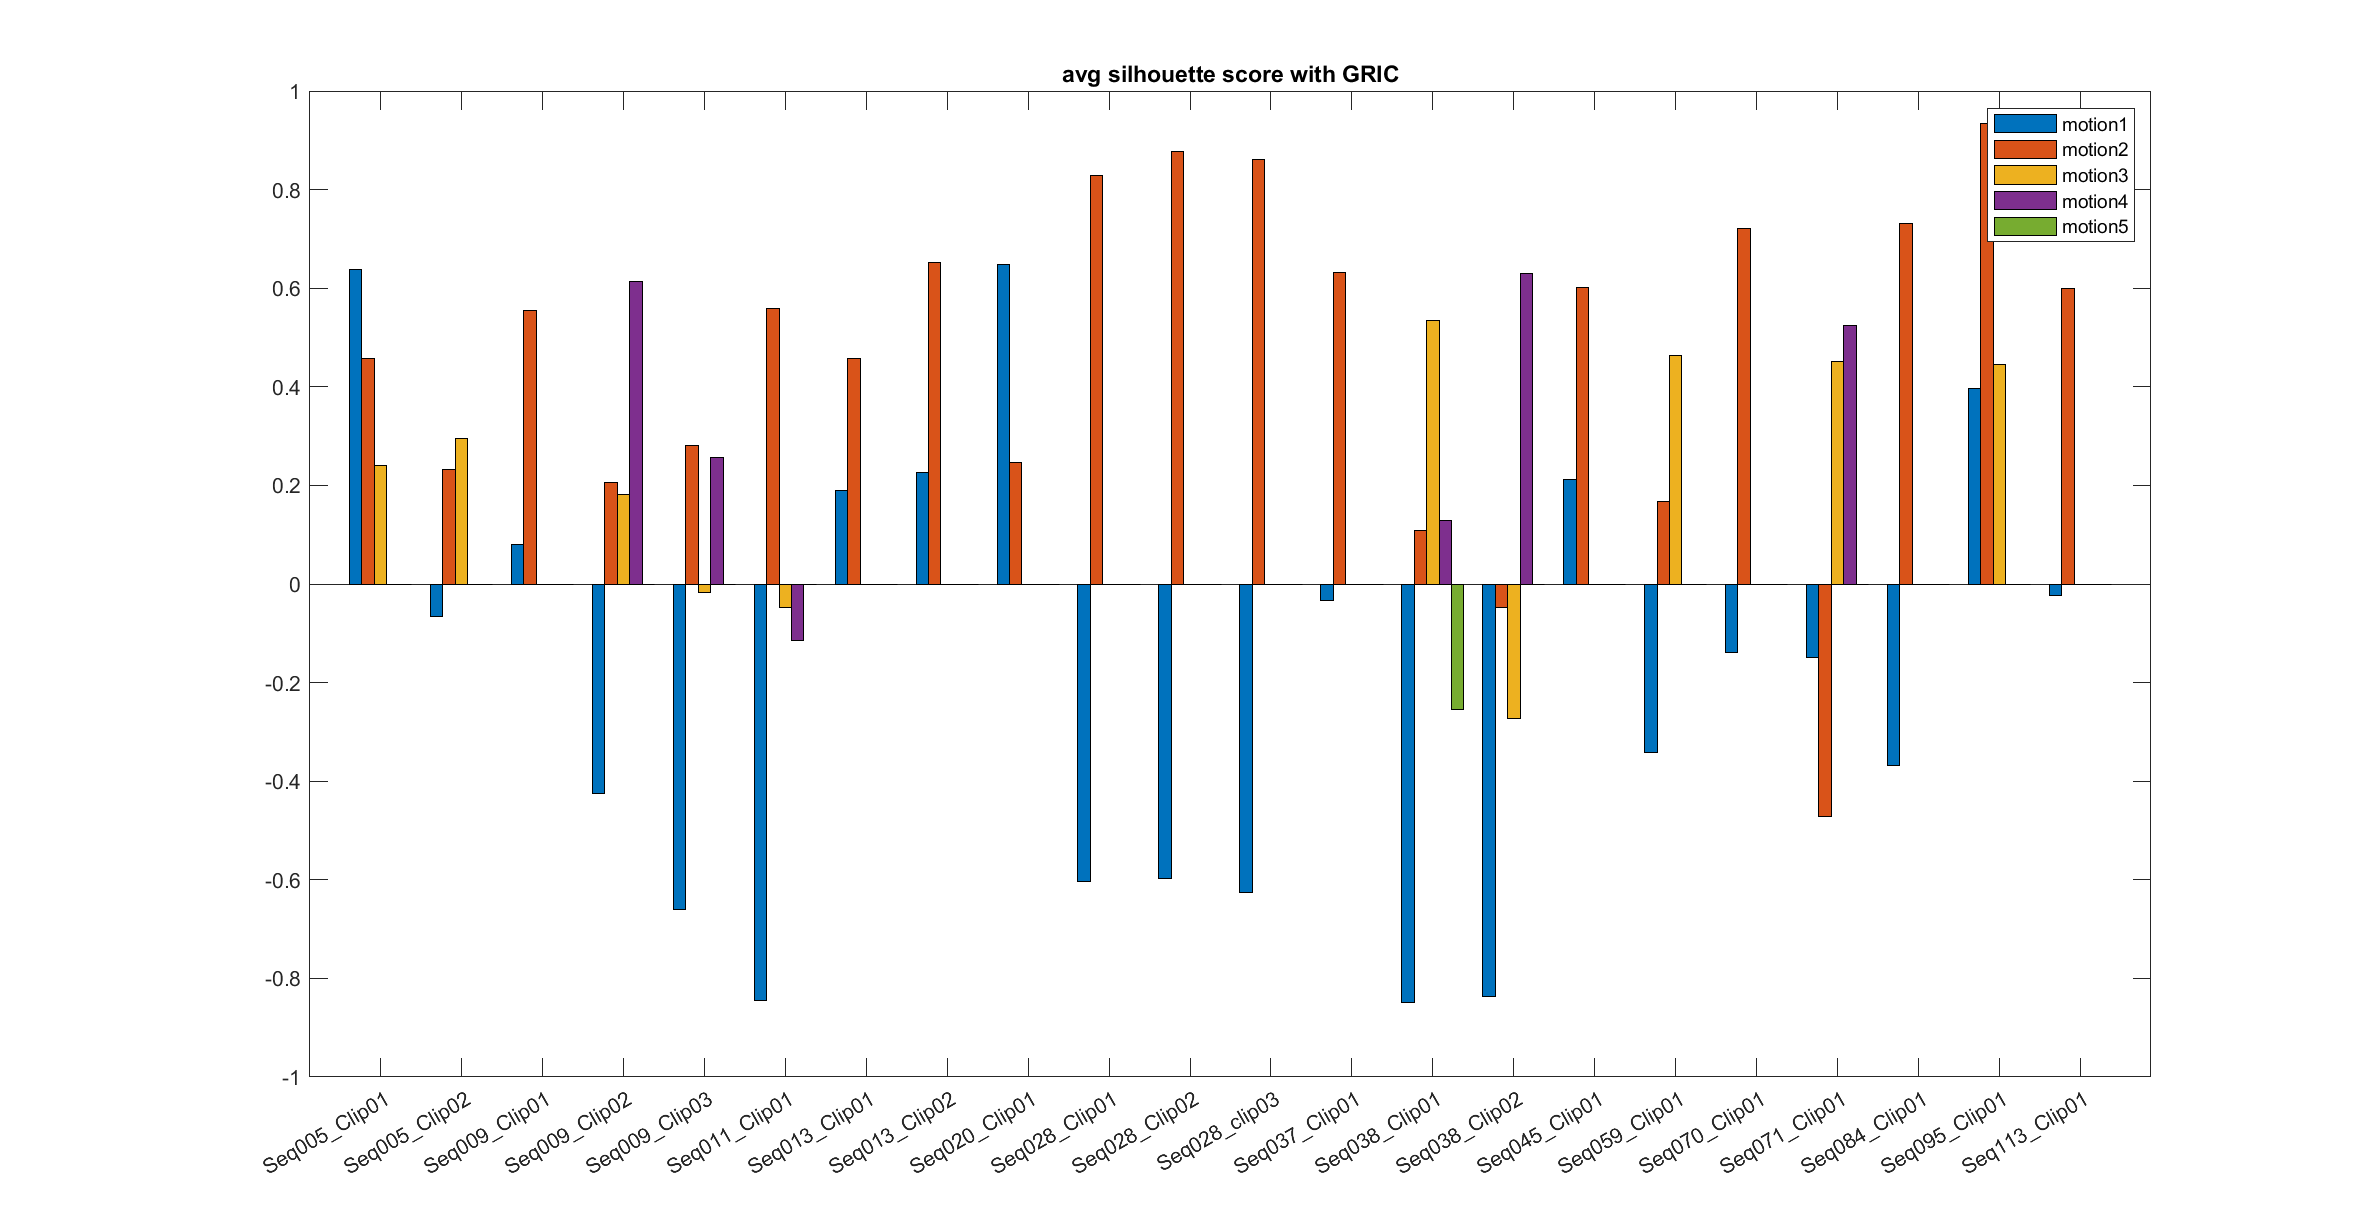 avg silhouette score with GRIC
1
0.8
0.6
0.4
0.2
0
-0.2
-0.4
-0.6
-0.8
-1
motion1
motion2
motion3
motion4
motion5
Seq005_Clip01
Seq005_Clip02
Seq009_Clip01
Seq009_Clip02
Seq009_Clip03
Seq011_Clip01
Seq013_Clip01
Seq013_Clip02
Seq020_Clip01
Seq028_Clip01
Seq028_Clip02
Seq028_clip03
Seq037_Clip01
Seq038_Clip01
Seq038_Clip02
Seq045_Clip01
Seq059_Clip01
Seq070_Clip01
Seq071_Clip01
Seq084_Clip01
Seq095_Clip01
Seq113_Clip01